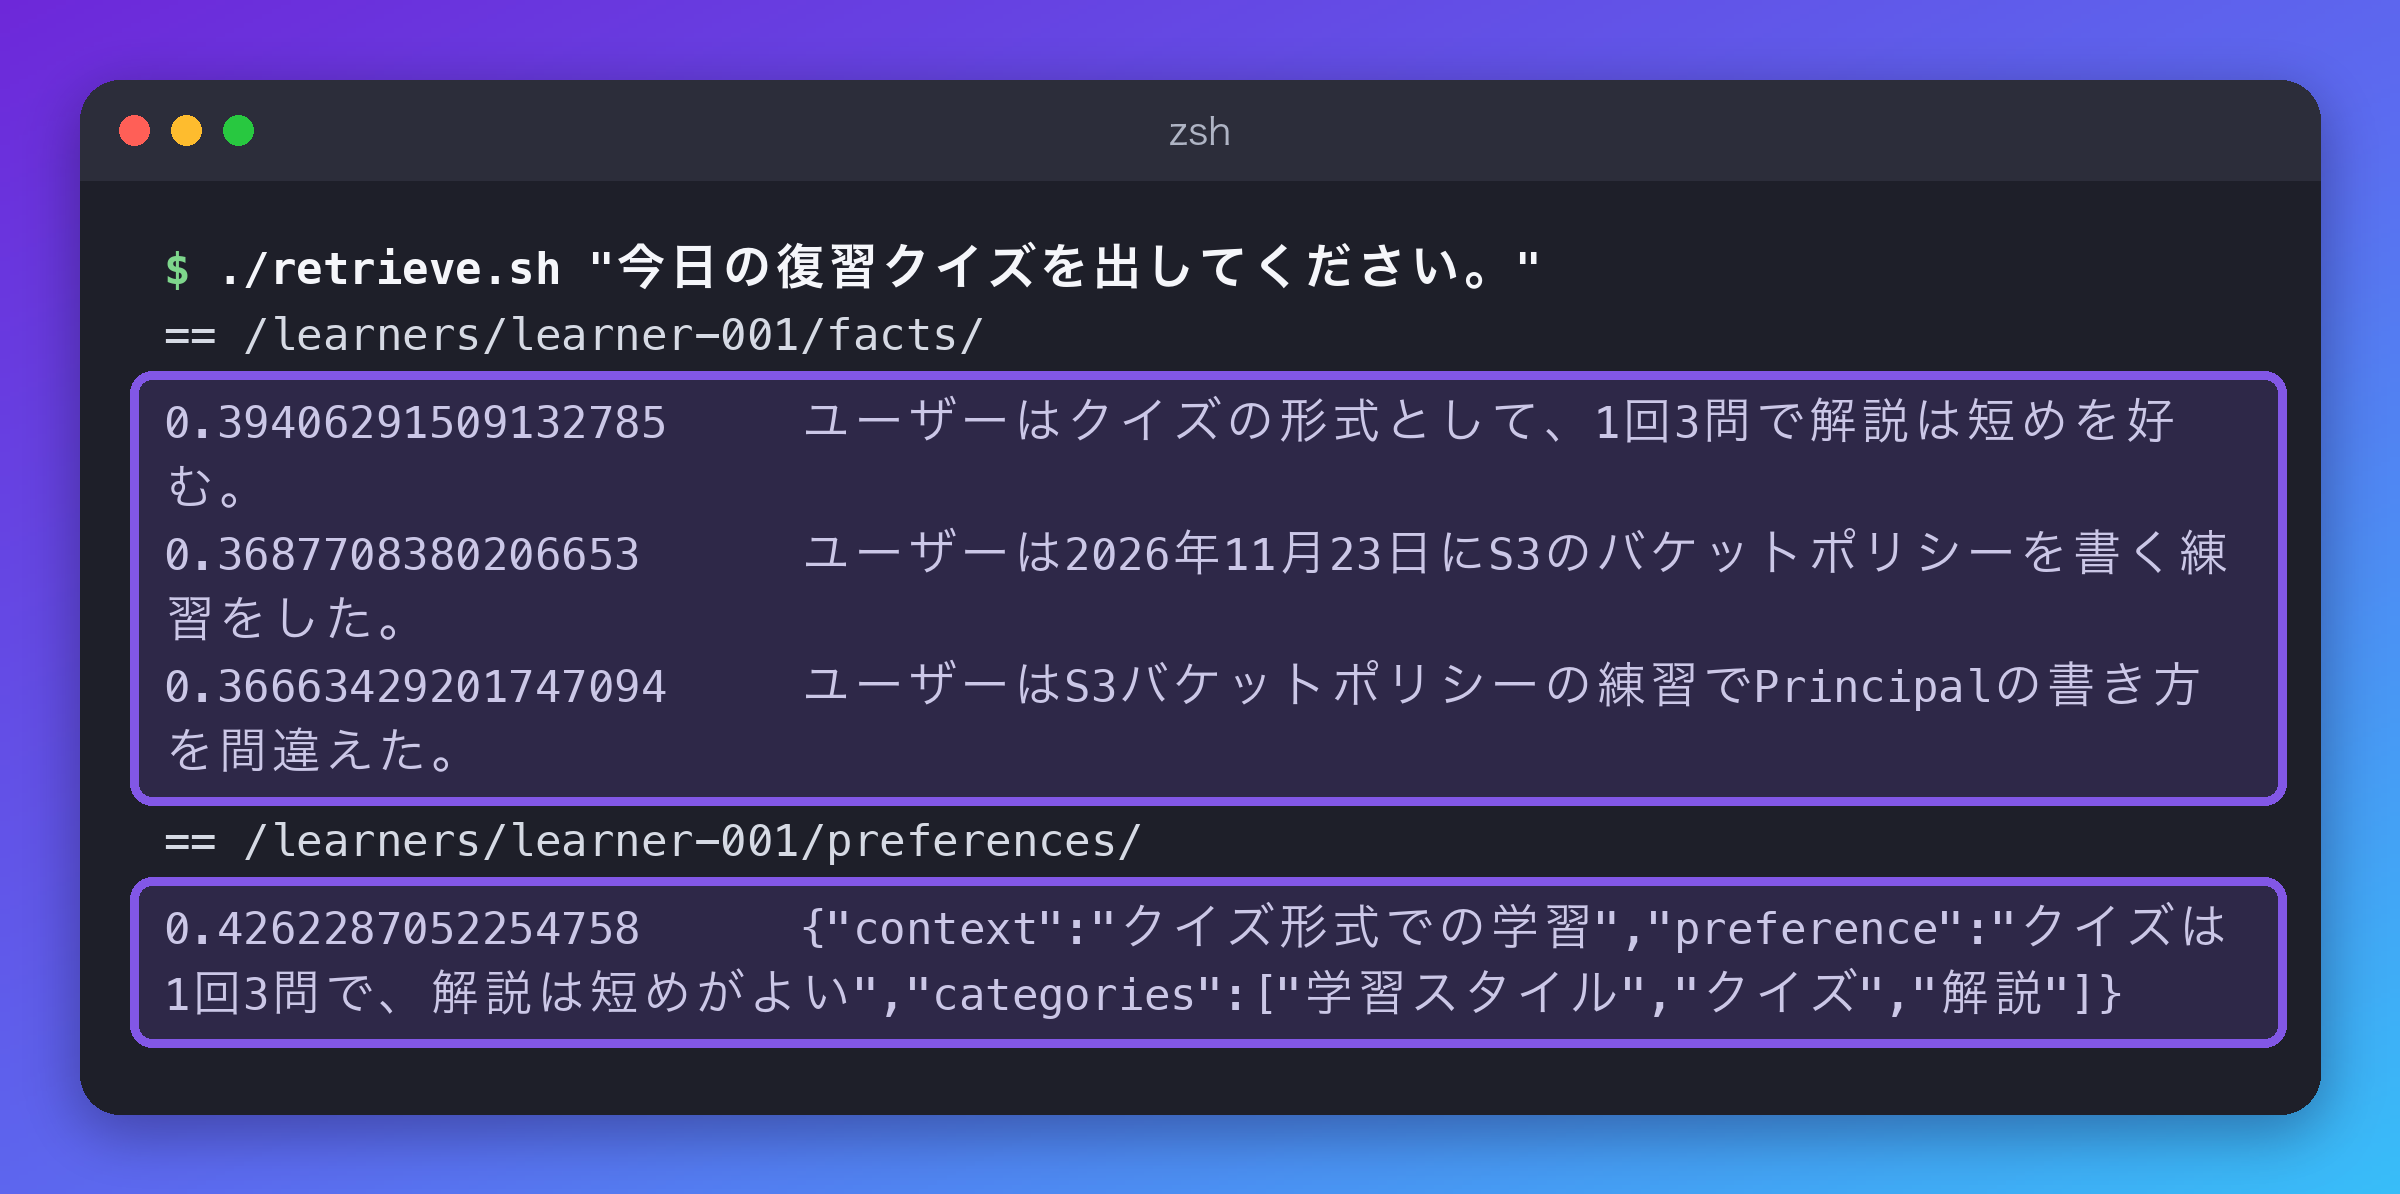 zsh
$ ./retrieve.sh "今日の復習クイズを出してください。"
== /learners/learner-001/facts/
0.39406291509132785 ユーザーはクイズの形式として、1回3問で解説は短めを好
む。
0.3687708380206653 ユーザーは2026年11月23日にS3のバケットポリシーを書く練
習をした。
0.36663429201747094 ユーザーはS3バケットポリシーの練習でPrincipalの書き方
を間違えた。
== /learners/learner-001/preferences/
0.4262287052254758 {"context":"クイズ形式での学習","preference":"クイズは
1回3問で、解説は短めがよい","categories":["学習スタイル","クイズ","解説"]}